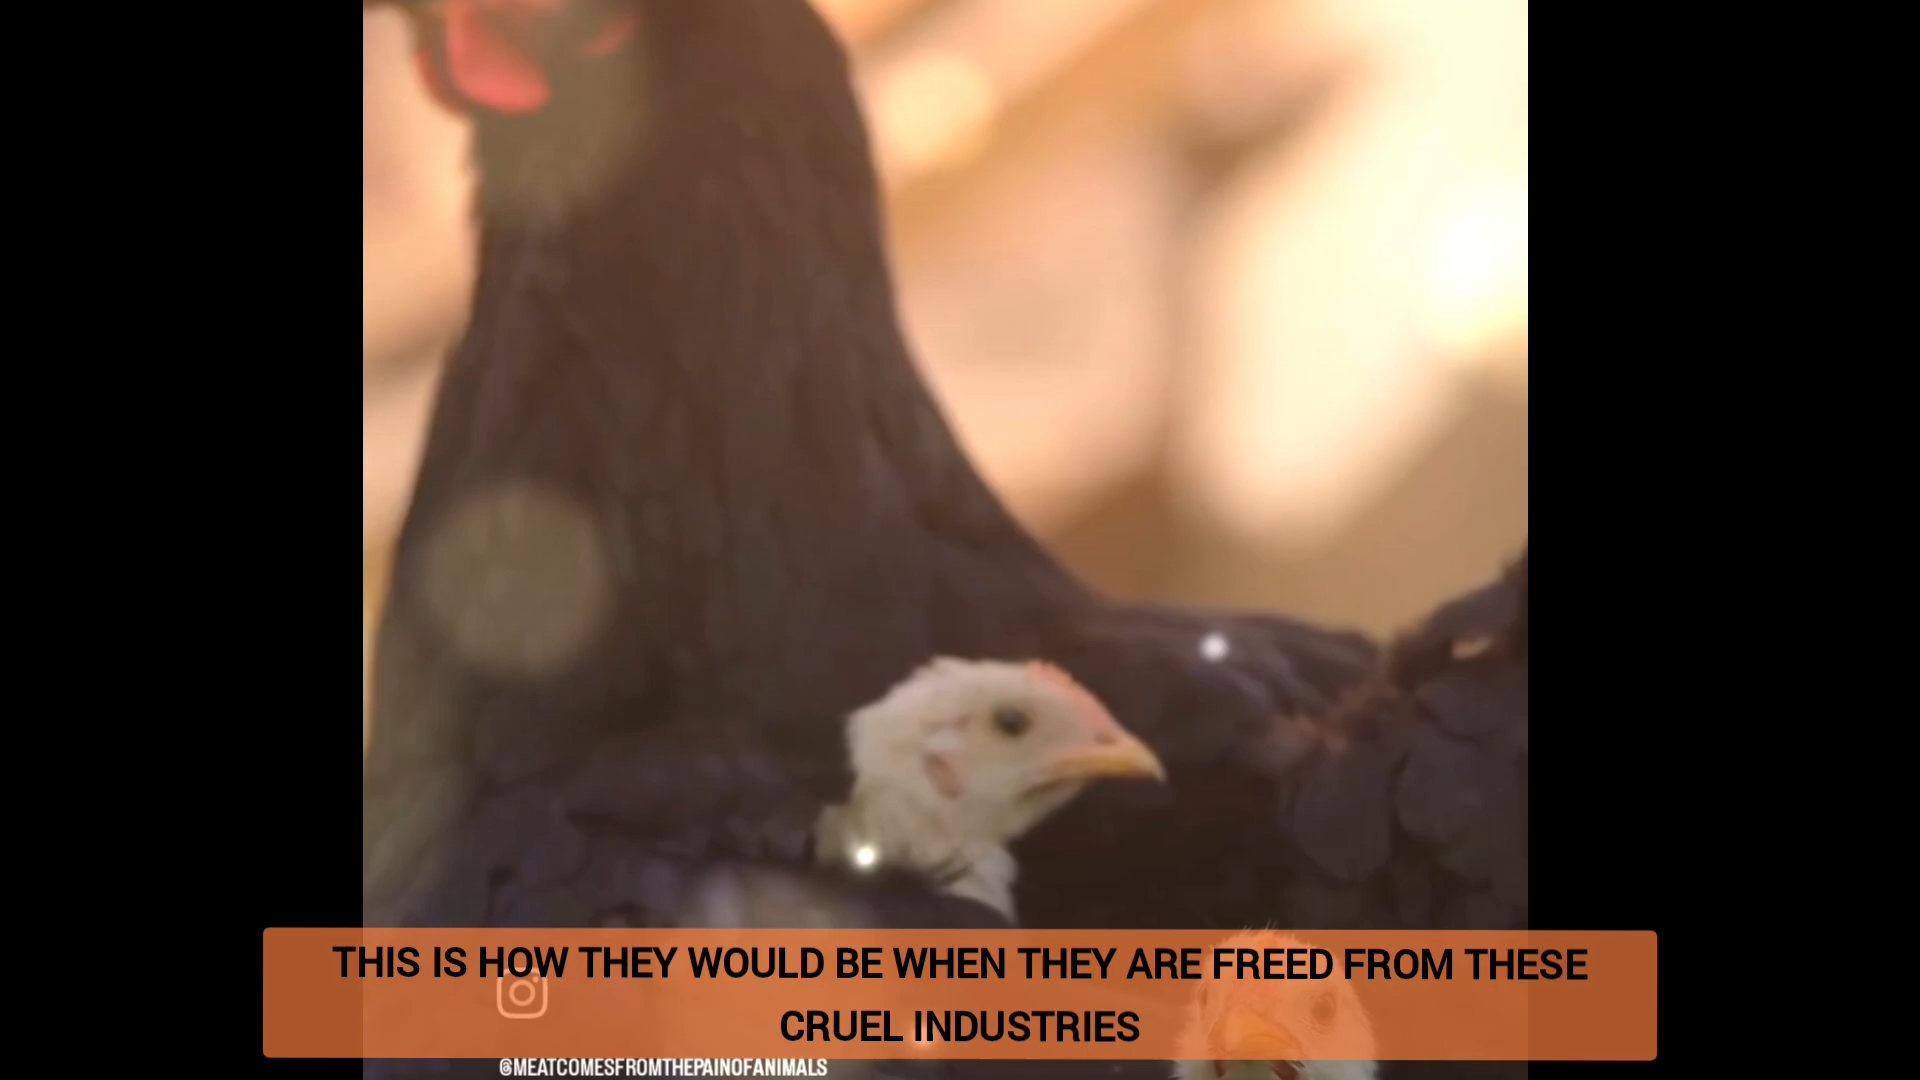 THIS IS HOW THEY WOULD BE WHEN THEY ARE FREED FROM THESE
CRUEL INDUSTRIES
@MEATCOMESFROMTHEPAINOFANIMALS